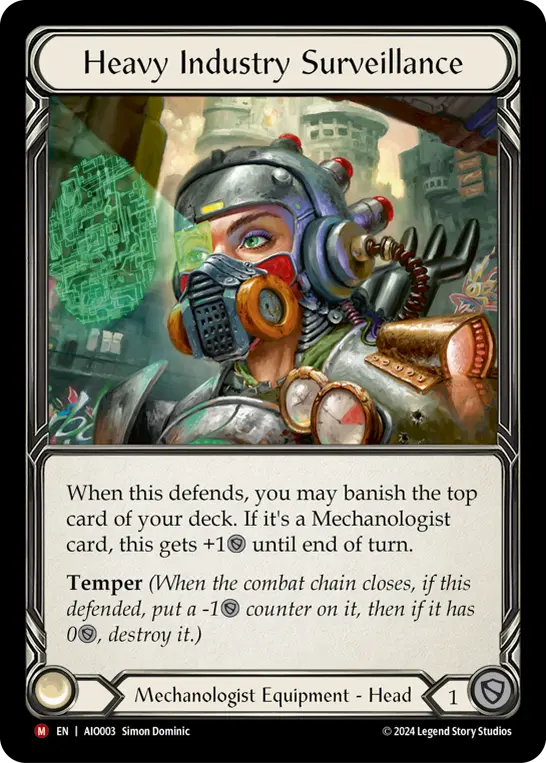 Heavy Industry Surveillance
When this defends, you may banish the top
card of your deck. If it's a Mechanologist
card, this gets +1 until end of turn.
Temper (When the combat chain closes, if this
defended, put a -1 counter on it, then if it has
0, destroy it.)
Mechanologist Equipment - Head
1
M EN | AIO003 Simon Dominic
© 2024 Legend Story Studios